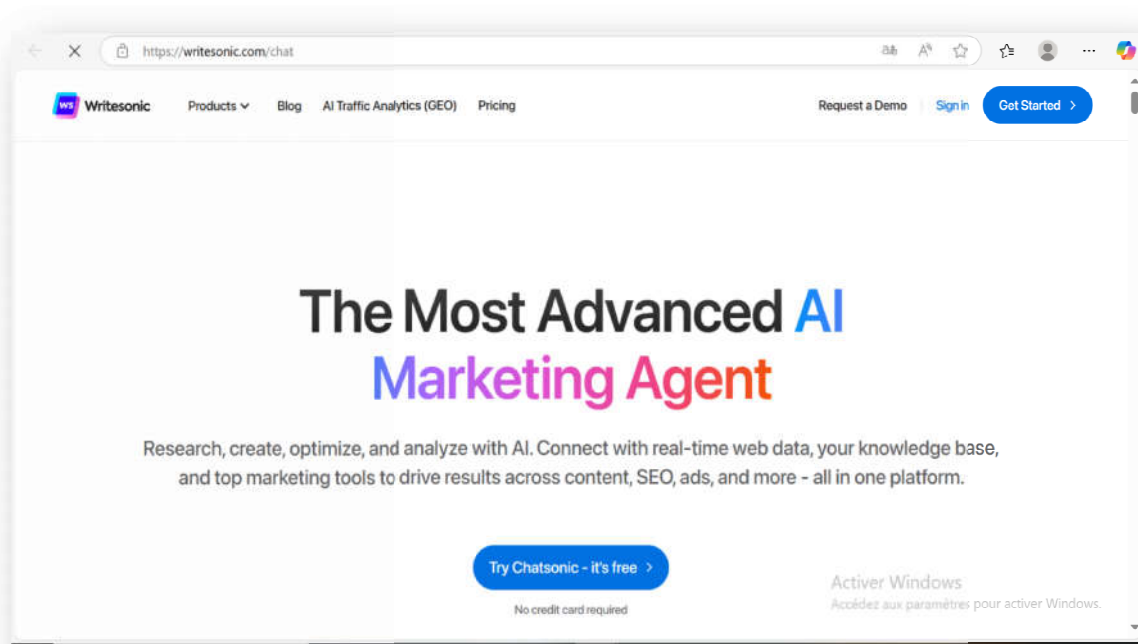 https://writesonic.com/chat
WS Writesonic Products Blog AI Traffic Analytics (GEO) Pricing Request a Demo Sign in Get Started
The Most Advanced AI
Marketing Agent
Research, create, optimize, and analyze with AI. Connect with real-time web data, your knowledge base,
and top marketing tools to drive results across content, SEO, ads, and more - all in one platform.
Try Chatsonic - it's free
No credit card required
Activer Windows
Accédez aux paramètres pour activer Windows.